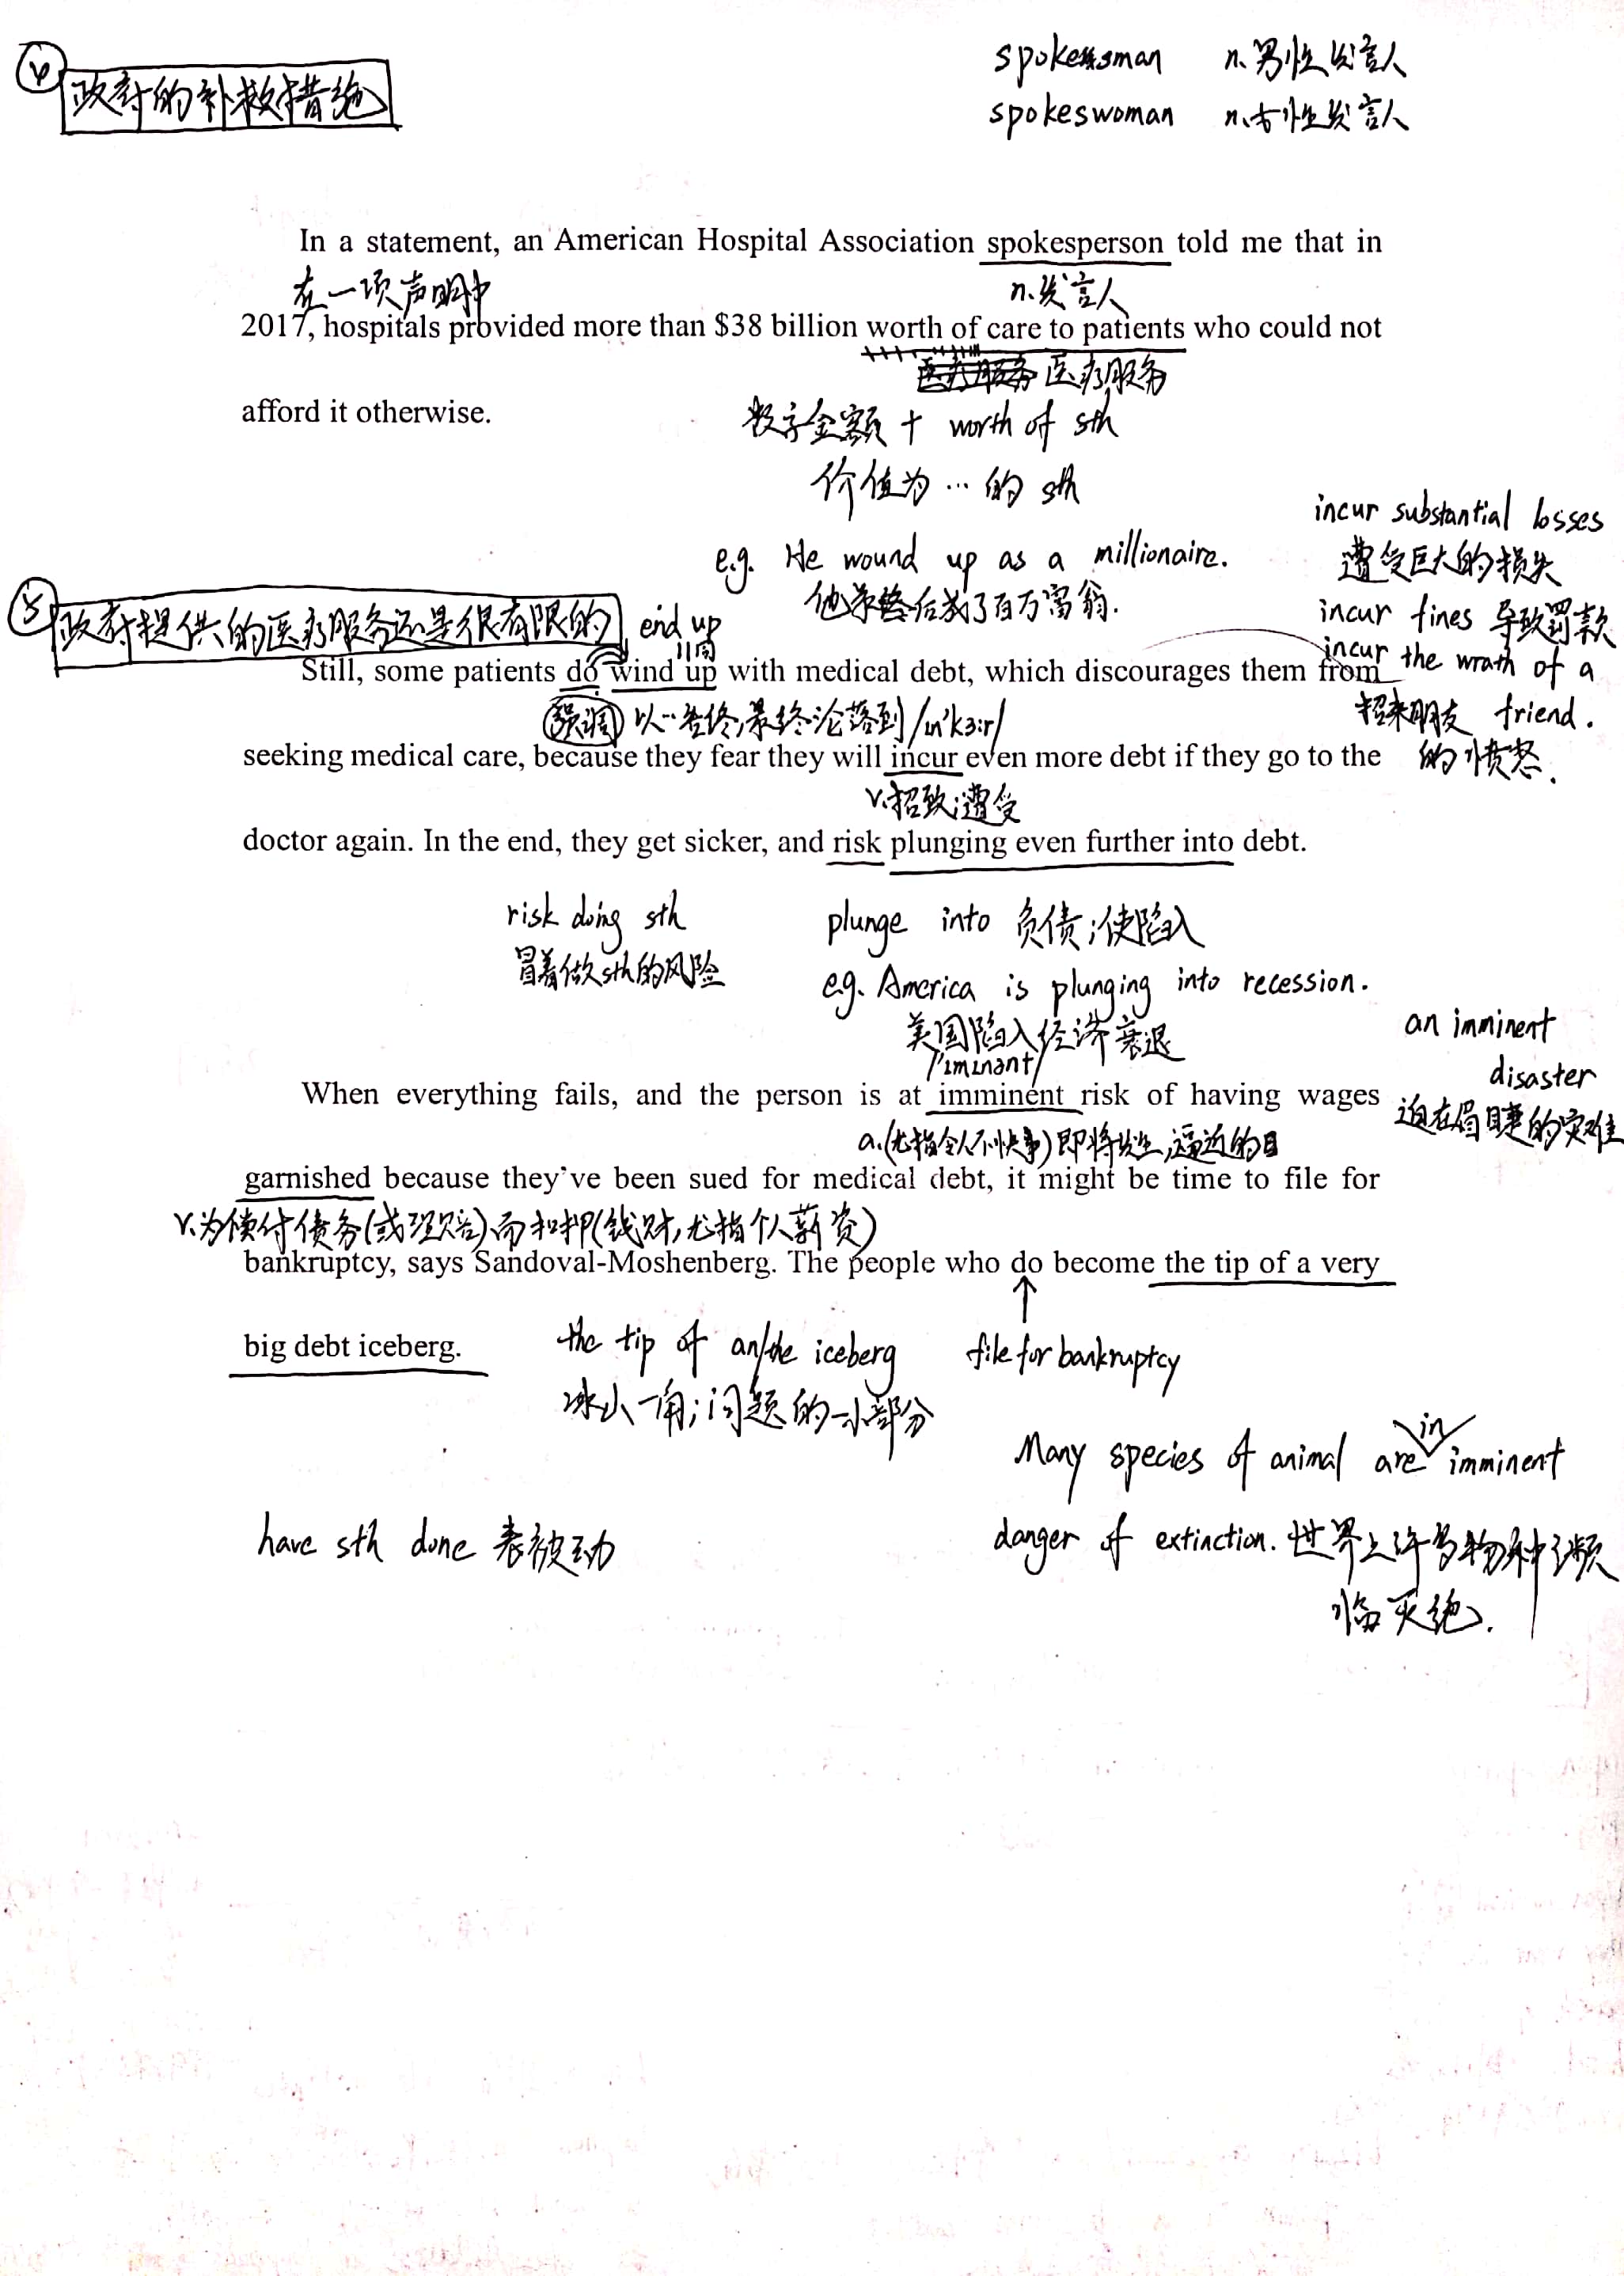 ④ 政府的补救措施
spokesman n.男性发言人
spokeswoman n.女性发言人
In a statement, an American Hospital Association spokesperson told me that in
在一项声明中 n.发言人
2017, hospitals provided more than $38 billion worth of care to patients who could not
医疗服务 医疗服务
afford it otherwise.
数字金额 + worth of sth
价值为…的 sth
incur substantial losses
遭受巨大的损失
e.g. He wound up as a millionaire.
他最终后成了百万富翁.
incur fines 导致罚款
⑤ 政府提供的医疗服务还是很有限的
end up
||同
incur the wrath of a
friend.
招来朋友
的愤怒.
Still, some patients do wind up with medical debt, which discourages them from
强调 以…告终;最终沦落到 /ɪn'kɜ:r/
seeking medical care, because they fear they will incur even more debt if they go to the
v.招致;遭受
doctor again. In the end, they get sicker, and risk plunging even further into debt.
risk doing sth
冒着做sth的风险
plunge into 负债;使陷入
e.g. America is plunging into recession.
美国陷入经济衰退
/'ɪmɪnənt/
an imminent
disaster
迫在眉睫的灾难
When everything fails, and the person is at imminent risk of having wages
a.(尤指令人不快事)即将发生,逼近的
garnished because they've been sued for medical debt, it might be time to file for
v.为偿付债务(或理赔)而扣押(钱财,尤指个人薪资)
bankruptcy, says Sandoval-Moshenberg. The people who do become the tip of a very
↑
big debt iceberg.
the tip of an/the iceberg
冰山一角;问题的一小部分
file for bankruptcy
Many species of animal are in imminent
danger of extinction. 世界上许多物种濒
临灭绝.
have sth done 表被动